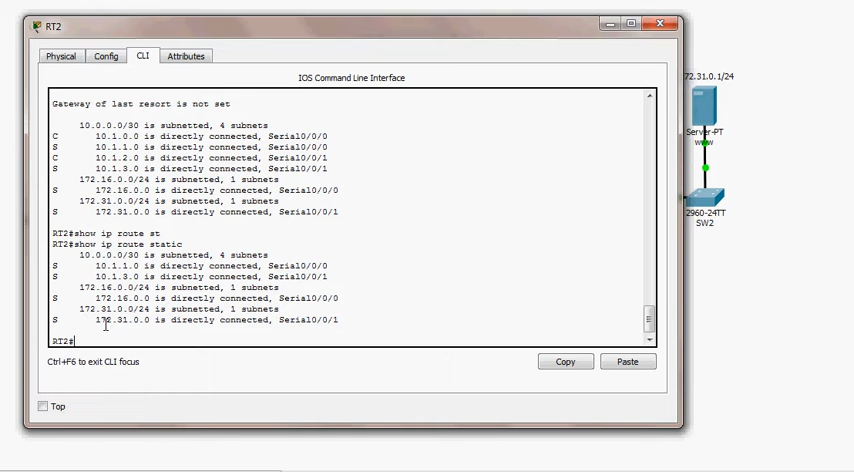 RT2
Physical
Config
CLI
Attributes
IOS Command Line Interface
Gateway of last resort is not set
10.0.0.0/30 is subnetted, 4 subnets
C 10.1.0.0 is directly connected, Serial0/0/0
S 10.1.1.0 is directly connected, Serial0/0/0
C 10.1.2.0 is directly connected, Serial0/0/1
S 10.1.3.0 is directly connected, Serial0/0/1
172.16.0.0/24 is subnetted, 1 subnets
S 172.16.0.0 is directly connected, Serial0/0/0
172.31.0.0/24 is subnetted, 1 subnets
S 172.31.0.0 is directly connected, Serial0/0/1
RT2#show ip route st
RT2#show ip route static
10.0.0.0/30 is subnetted, 4 subnets
S 10.1.1.0 is directly connected, Serial0/0/0
S 10.1.3.0 is directly connected, Serial0/0/1
172.16.0.0/24 is subnetted, 1 subnets
S 172.16.0.0 is directly connected, Serial0/0/0
172.31.0.0/24 is subnetted, 1 subnets
S 172.31.0.0 is directly connected, Serial0/0/1
RT2#
Ctrl+F6 to exit CLI focus
Copy
Paste
Top
72.31.0.1/24
Server-PT
www
2960-24TT
SW2